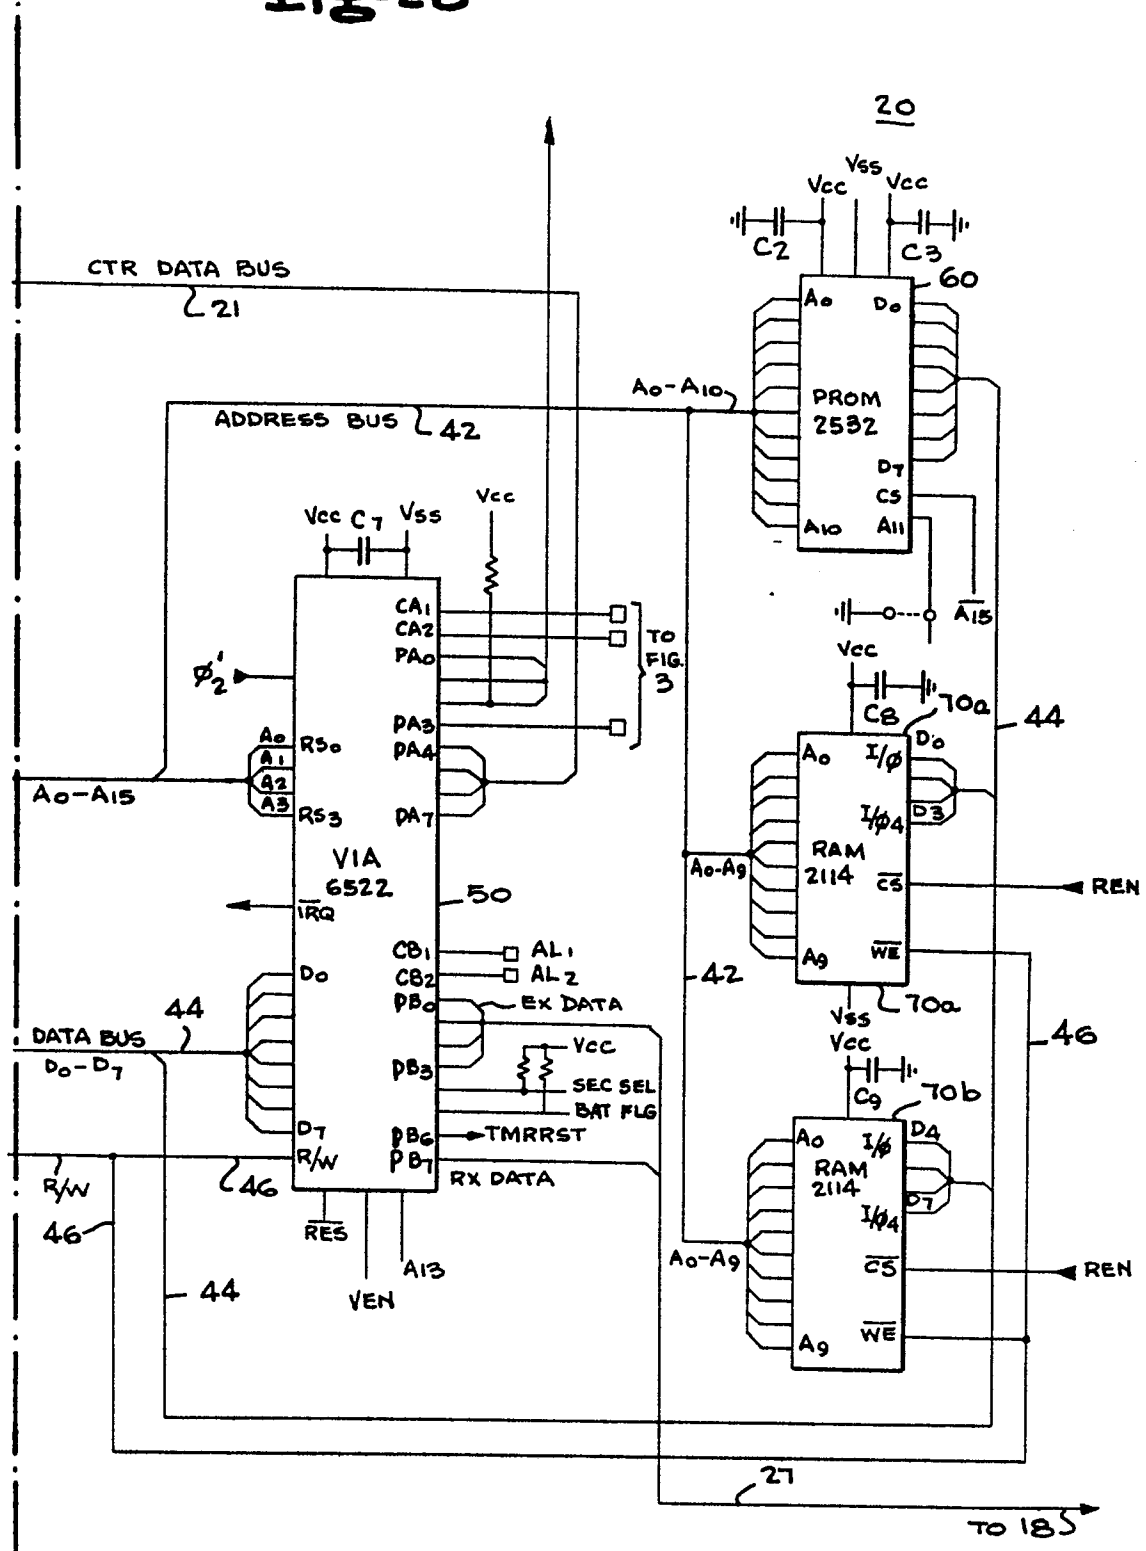 20
Vcc Vss Vcc
C2 C3
60
CTR DATA BUS
21
A0-A10
ADDRESS BUS 42
A0 D0
PROM
2532
D7
CS
A10 A11
A15
Vcc C7 Vss
Vcc
CA1
CA2
PA0
PA3
TO
FIG.
3
φ2'
A0 RS0 PA4
A1
A2
A3 RS3 PA7
A0-A15
VIA
6522
50
IRQ
CB1 AL1
CB2 AL2
D0 PB0 EX DATA
44
DATA BUS
D0-D7
PB3
Vcc
SEC SEL
BAT FLG
D7 PB6 TMRRST
R/W PB7 RX DATA
R/W 46
46
RES
VEN
A13
44
Vcc
C8
70a
44
A0 I/φ D0
D3
I/φ4
RAM
2114
A0-A9
CS REN
A9 WE
42
Vss
70a
46
Vcc
C9
70b
A0 I/φ D4
RAM
2114
D7
I/φ4
A0-A9
CS REN
WE
A9
27
TO 18